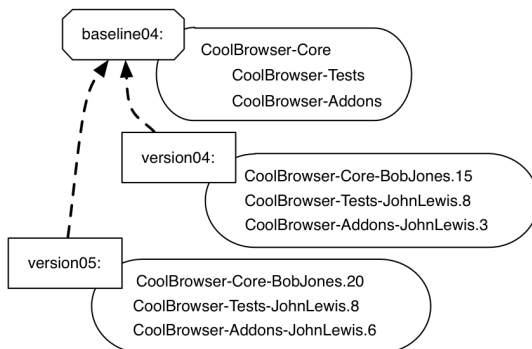 baseline04:
CoolBrowser-Core
CoolBrowser-Tests
CoolBrowser-Addons
version04:
CoolBrowser-Core-BobJones.15
CoolBrowser-Tests-JohnLewis.8
CoolBrowser-Addons-JohnLewis.3
version05:
CoolBrowser-Core-BobJones.20
CoolBrowser-Tests-JohnLewis.8
CoolBrowser-Addons-JohnLewis.6